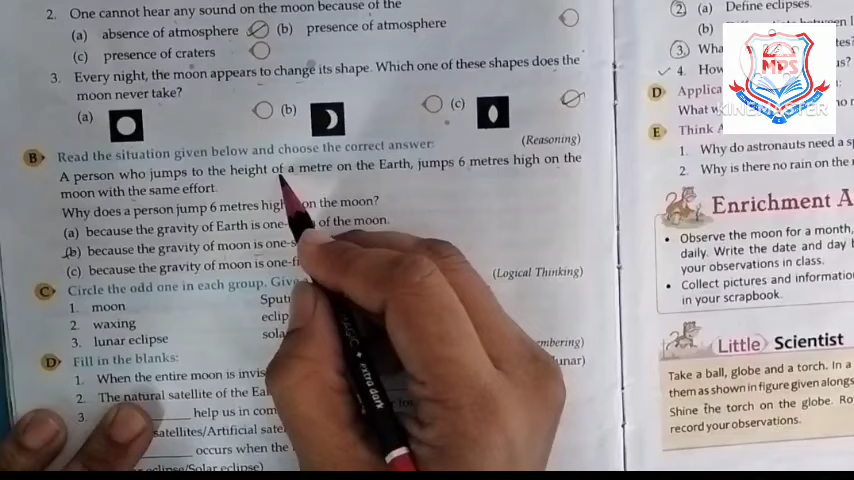 2. One cannot hear any sound on the moon because of the
(a) absence of atmosphere (b) presence of atmosphere
(c) presence of craters
3. Every night, the moon appears to change its shape. Which one of these shapes does the
moon never take?
(a) (b) (c)
B Read the situation given below and choose the correct answer: (Reasoning)
A person who jumps to the height of a metre on the Earth, jumps 6 metres high on the
moon with the same effort.
Why does a person jump 6 metres high on the moon?
(a) because the gravity of Earth is one- of the moon.
(b) because the gravity of moon is one-s
(c) because the gravity of moon is one-fi
C Circle the odd one in each group. Give (Logical Thinking)
1. moon Sput
2. waxing eclip
3. lunar eclipse sola
D Fill in the blanks: mbering)
1. When the entire moon is invis lunar)
2. The natural satellite of the Ea
3. help us in com
satellites/Artificial sate
occurs when the
eclipse/Solar eclipse)
2 (a) Define eclipses.
(b)
3 Wha
4. How
D Applica
What w
E Think
1. Why do astronauts need a s
2. Why is there no rain on the
Enrichment A
• Observe the moon for a month,
daily. Write the date and day
your observations in class.
• Collect pictures and informatio
in your scrapbook.
Little Scientist
Take a ball, globe and a torch. In a
them as shown in figure given alongs
Shine the torch on the globe. Ro
record your observations.
MPS
KINEMASTER
MAGIC extra dark